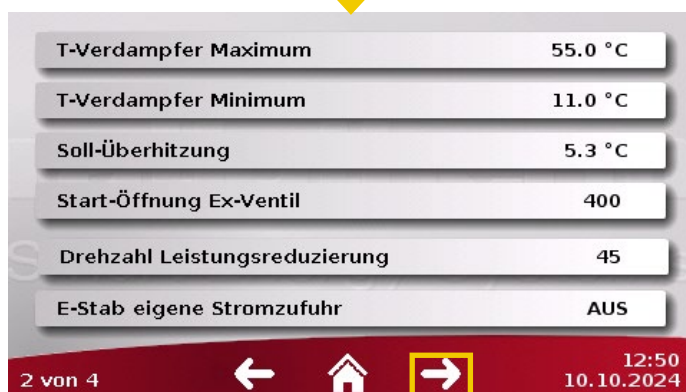 T-Verdampfer Maximum 55.0 °C
T-Verdampfer Minimum 11.0 °C
Soll-Überhitzung 5.3 °C
Start-Öffnung Ex-Ventil 400
Drehzahl Leistungsreduzierung 45
E-Stab eigene Stromzufuhr AUS
2 von 4
12:50
10.10.2024